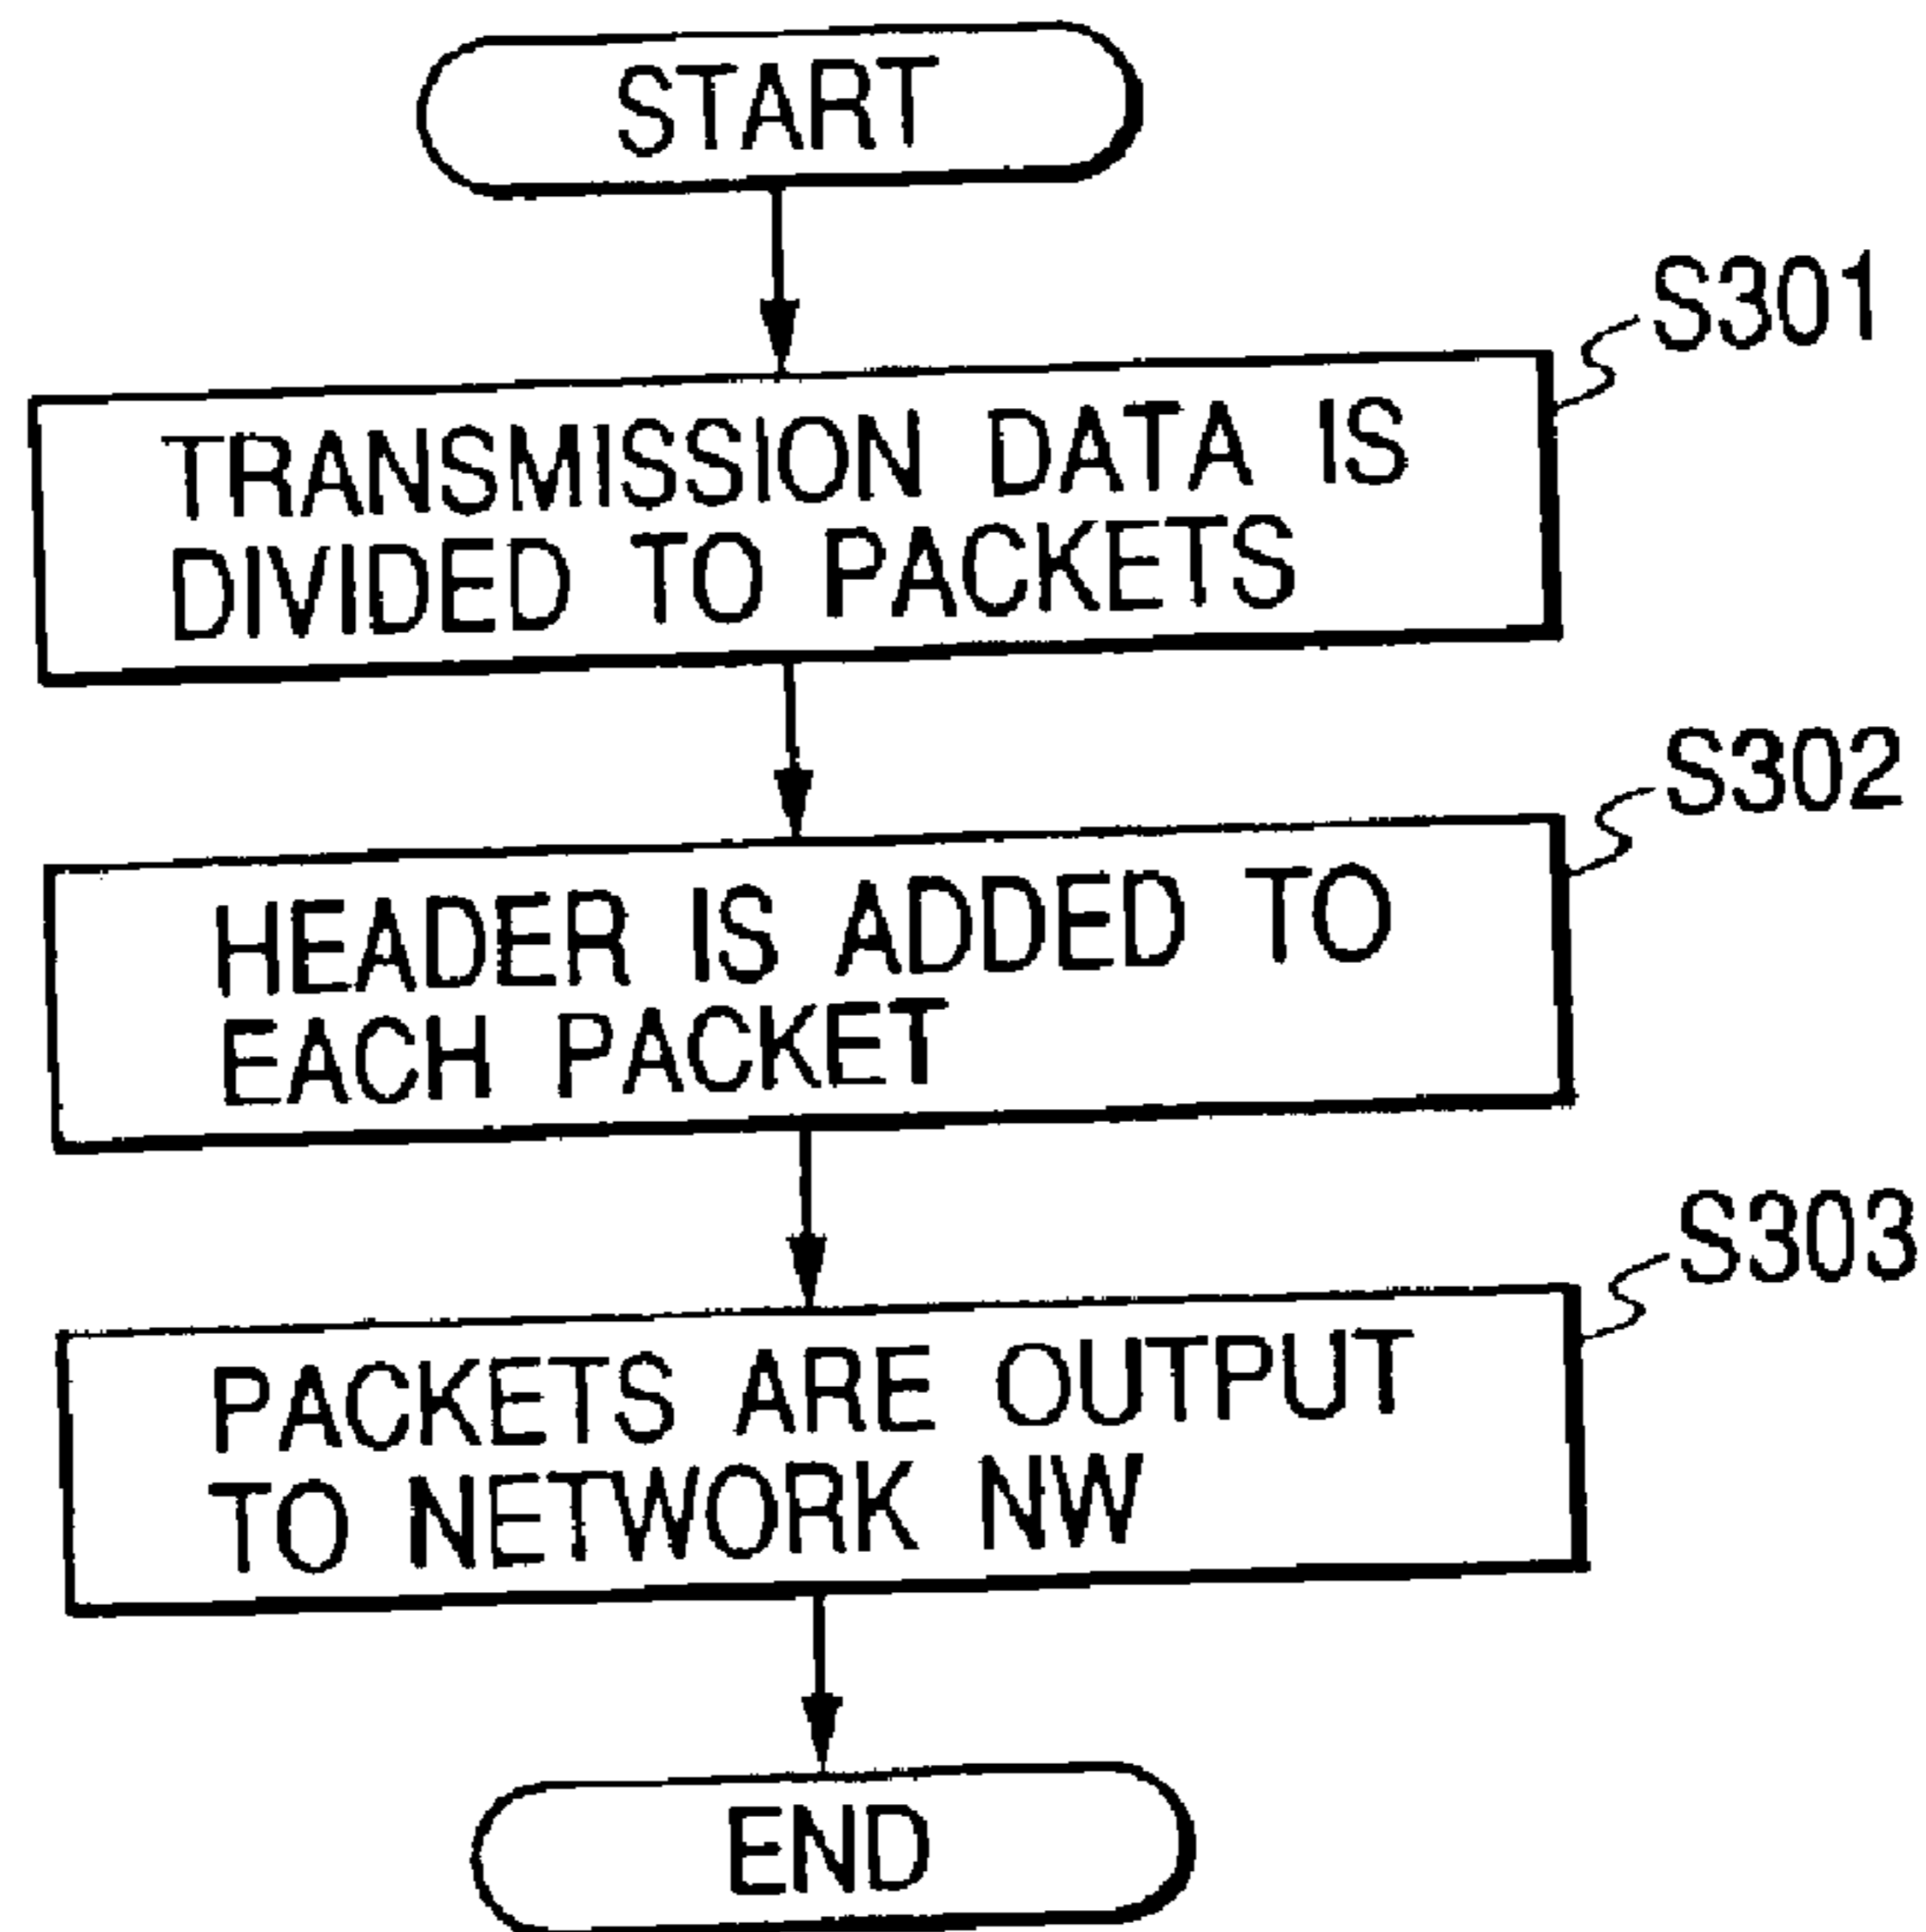 START
S301
TRANSMISSION DATA IS
DIVIDED TO PACKETS
S302
HEADER IS ADDED TO
EACH PACKET
S303
PACKETS ARE OUTPUT
TO NETWORK NW
END